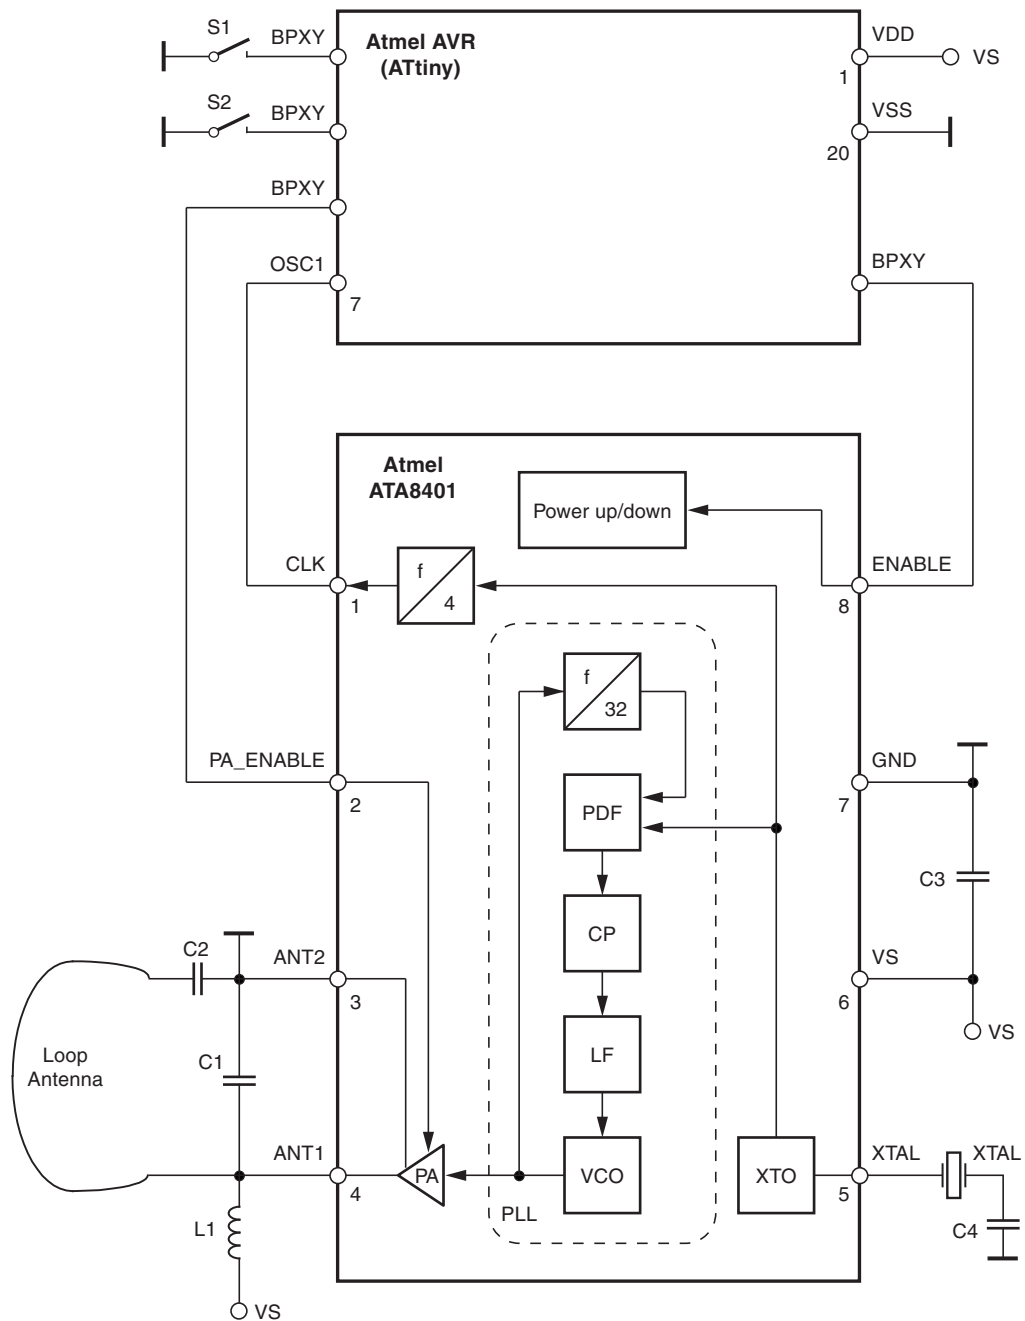 S1
BPXY
Atmel AVR
(ATtiny)
VDD
1
VS
S2
BPXY
VSS
20
BPXY
OSC1
7
BPXY
Atmel
ATA8401
Power up/down
CLK
1
f
4
ENABLE
8
f
32
PA_ENABLE
2
PDF
GND
7
C3
CP
C2
ANT2
3
VS
6
VS
Loop
Antenna
C1
LF
ANT1
4
PA
VCO
PLL
XTO
XTAL
5
XTAL
C4
L1
VS